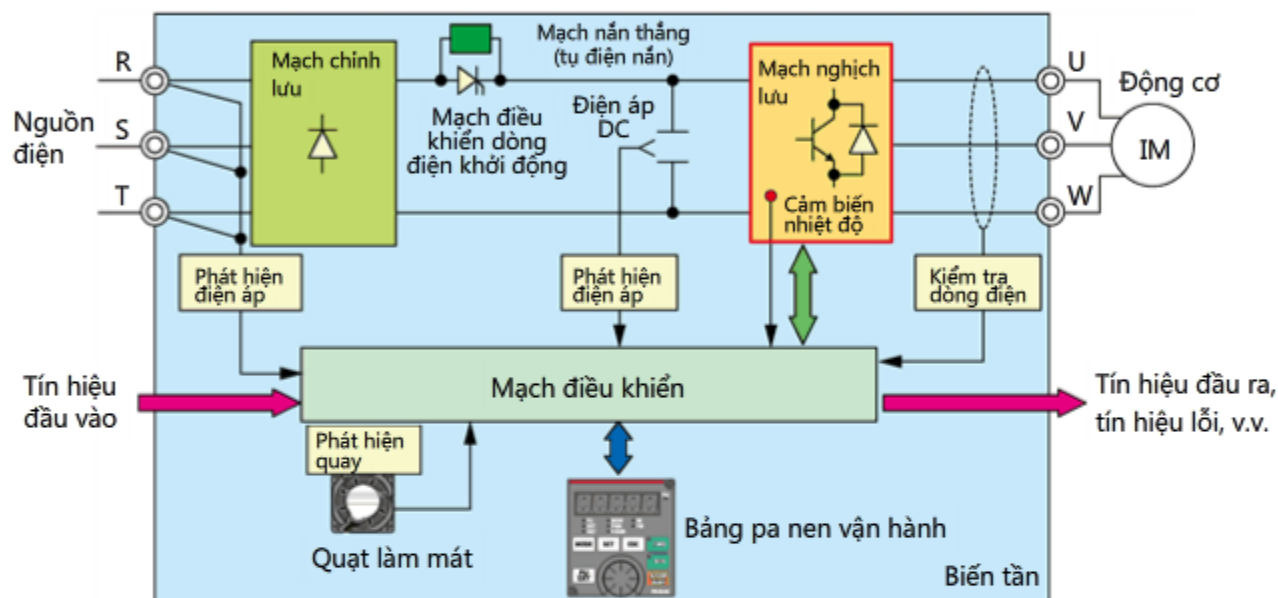 R
S
T
Nguồn
điện
Mạch chỉnh
lưu
Mạch điều
khiển dòng
điện khởi động
Mạch nắn thẳng
(tụ điện nắn)
Điện áp
DC
Mạch nghịch
lưu
Cảm biến
nhiệt độ
U
V
W
Động cơ
IM
Phát hiện
điện áp
Phát hiện
điện áp
Kiểm tra
dòng điện
Tín hiệu
đầu vào
Mạch điều khiển
Tín hiệu đầu ra,
tín hiệu lỗi, v.v.
Phát hiện
quay
Quạt làm mát
MODE SET ESC
Bảng pa nen vận hành
Biến tần